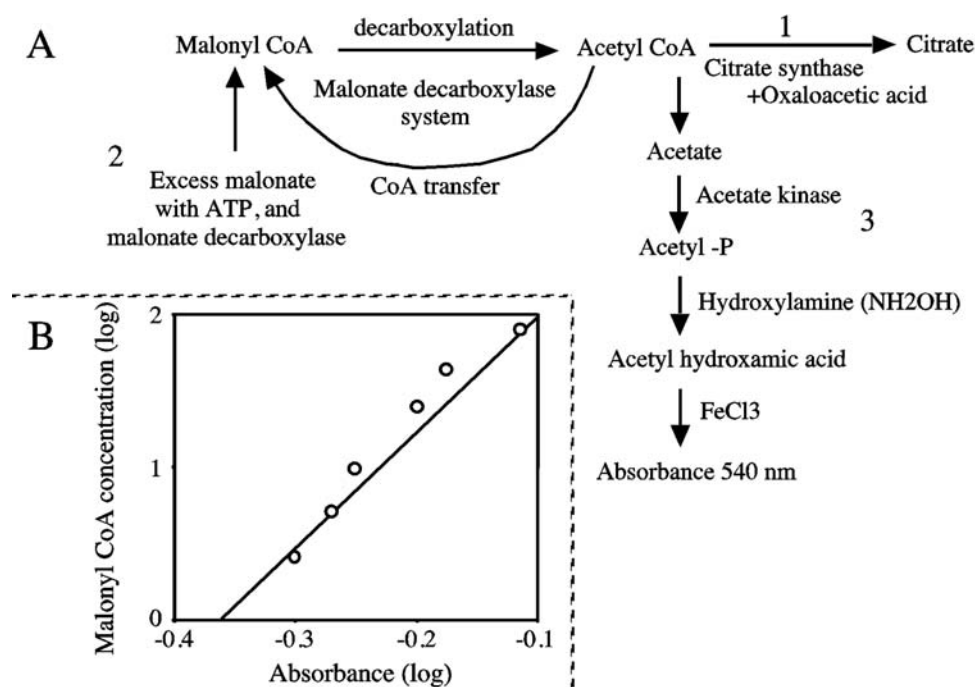 A
Malonyl CoA
decarboxylation
Acetyl CoA
1
Citrate
Citrate synthase
+Oxaloacetic acid
Malonate decarboxylase
system
2
CoA transfer
Excess malonate
with ATP, and
malonate decarboxylase
Acetate
Acetate kinase
3
Acetyl -P
Hydroxylamine (NH2OH)
Acetyl hydroxamic acid
FeCl3
Absorbance 540 nm
B
Malonyl CoA concentration (log)
2
1
0
-0.4
-0.3
-0.2
-0.1
Absorbance (log)